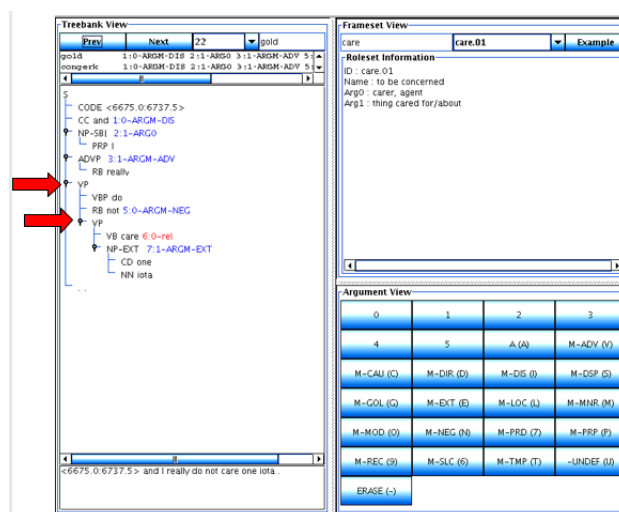 Treebank View
Prev Next 22 gold
gold 1:0-ARGM-DIS 2:1-ARG0 3:1-ARGM-ADV 5:
congerk 1:0-ARGM-DIS 2:1-ARG0 3:1-ARGM-ADV 5:
S
CODE <6675.0:6737.5>
CC and 1:0-ARGM-DIS
NP-SBJ 2:1-ARG0
PRP I
ADVP 3:1-ARGM-ADV
RB really
VP
VBP do
RB not 5:0-ARGM-NEG
VP
VB care 6:0-rel
NP-EXT 7:1-ARGM-EXT
CD one
NN iota
. .
<6675.0:6737.5> and I really do not care one iota .
Frameset View
care care.01 Example
Roleset Information
ID : care.01
Name : to be concerned
Arg0 : carer, agent
Arg1 : thing cared for/about
Argument View
0 1 2 3
4 5 A (A) M-ADV (V)
M-CAU (C) M-DIR (D) M-DIS (I) M-DSP (S)
M-GOL (G) M-EXT (E) M-LOC (L) M-MNR (M)
M-MOD (O) M-NEG (N) M-PRD (7) M-PRP (P)
M-REC (9) M-SLC (6) M-TMP (T) -UNDEF (U)
ERASE (-)